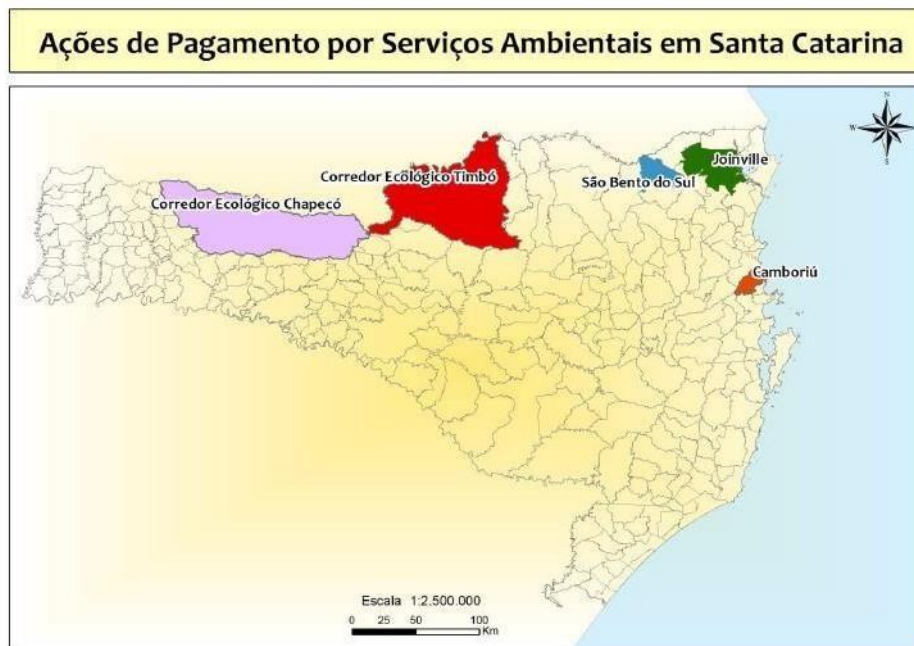 Ações de Pagamento por Serviços Ambientais em Santa Catarina
N
W E
S
Joinville
Corredor Ecológico Timbó
São Bento do Sul
Corredor Ecológico Chapecó
Camboriú
Escala 1:2.500.000
0 25 50 100
Km